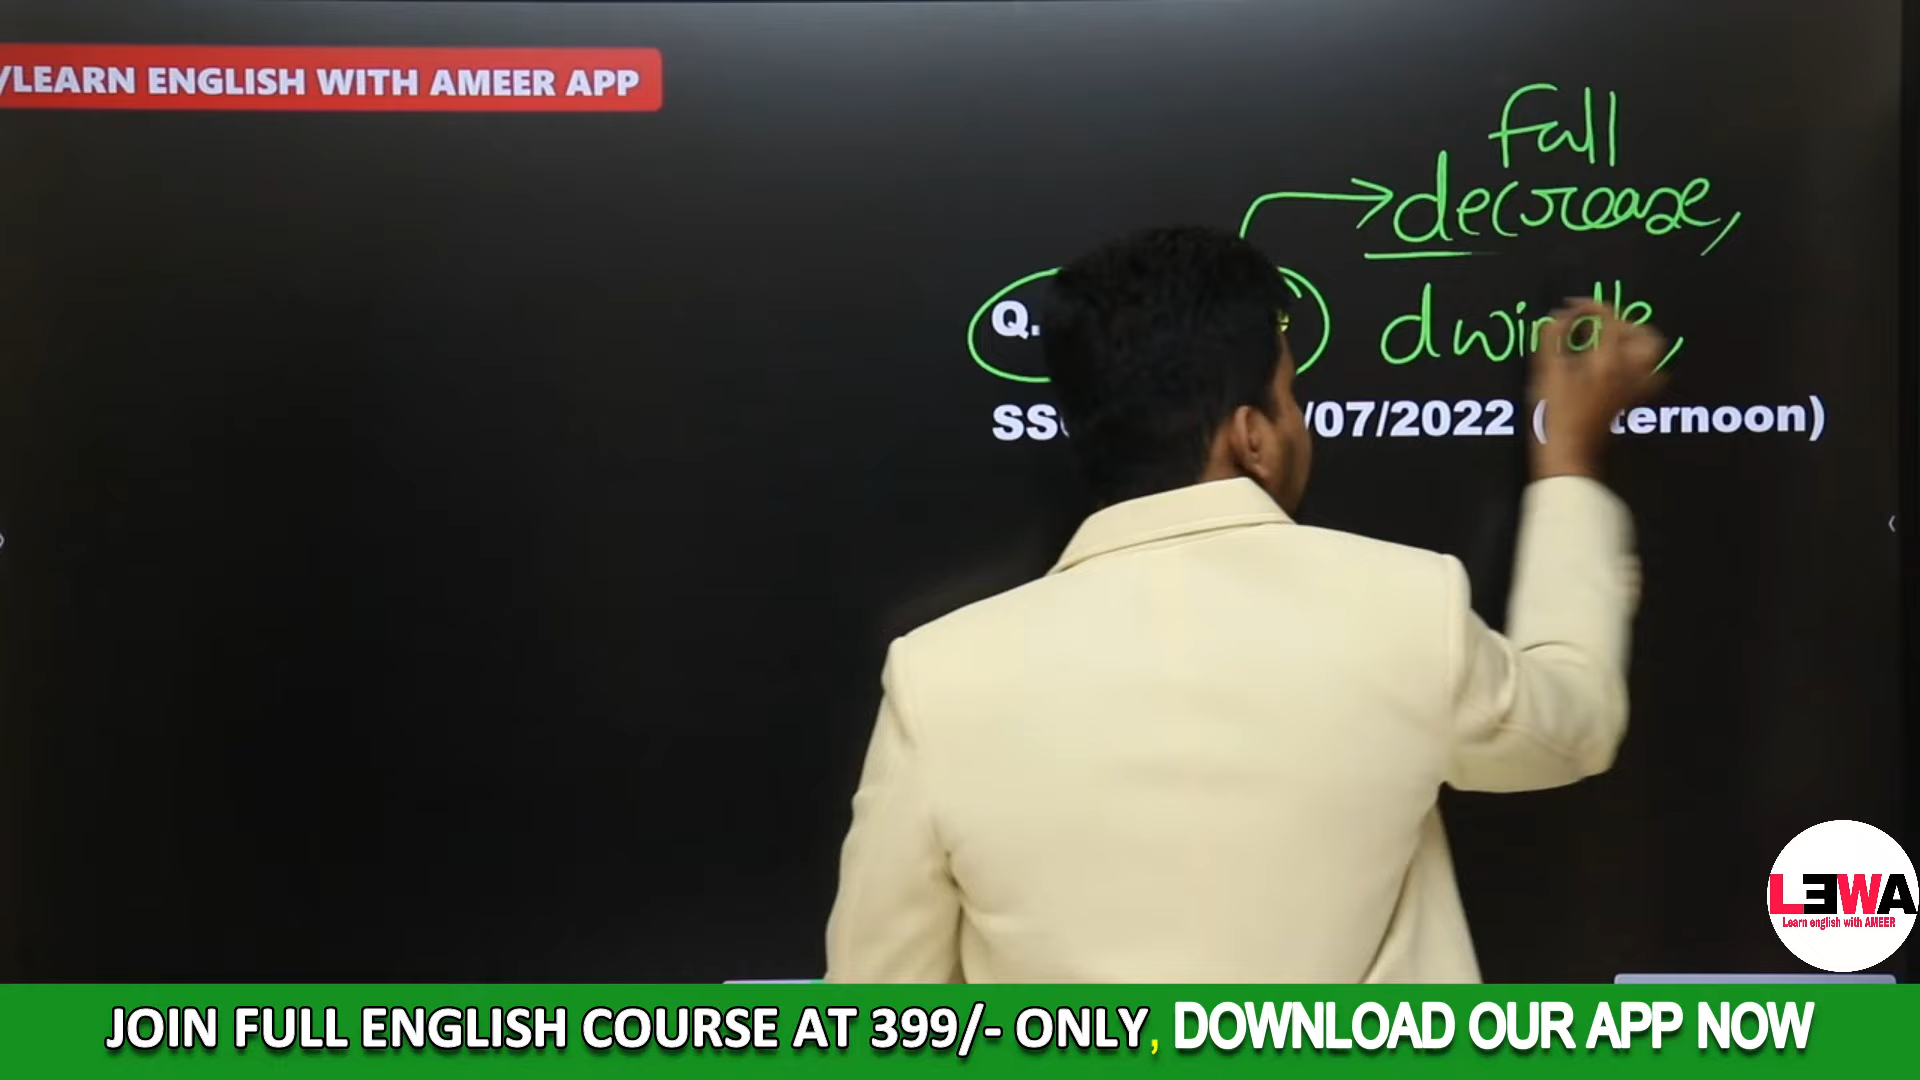 /LEARN ENGLISH WITH AMEER APP
Fall
decrease,
Q.
dwindle,
/07/2022 ternoon)
LEWA
Learn english with AMEER
JOIN FULL ENGLISH COURSE AT 399/- ONLY, DOWNLOAD OUR APP NOW